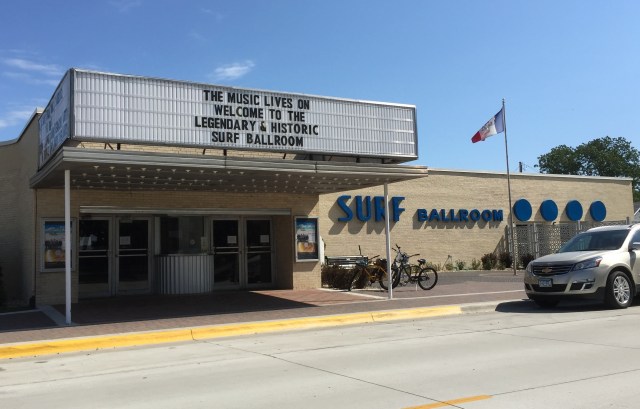 THE MUSIC LIVES ON
WELCOME TO THE
LEGENDARY & HISTORIC
SURF BALLROOM
SURF BALLROOM